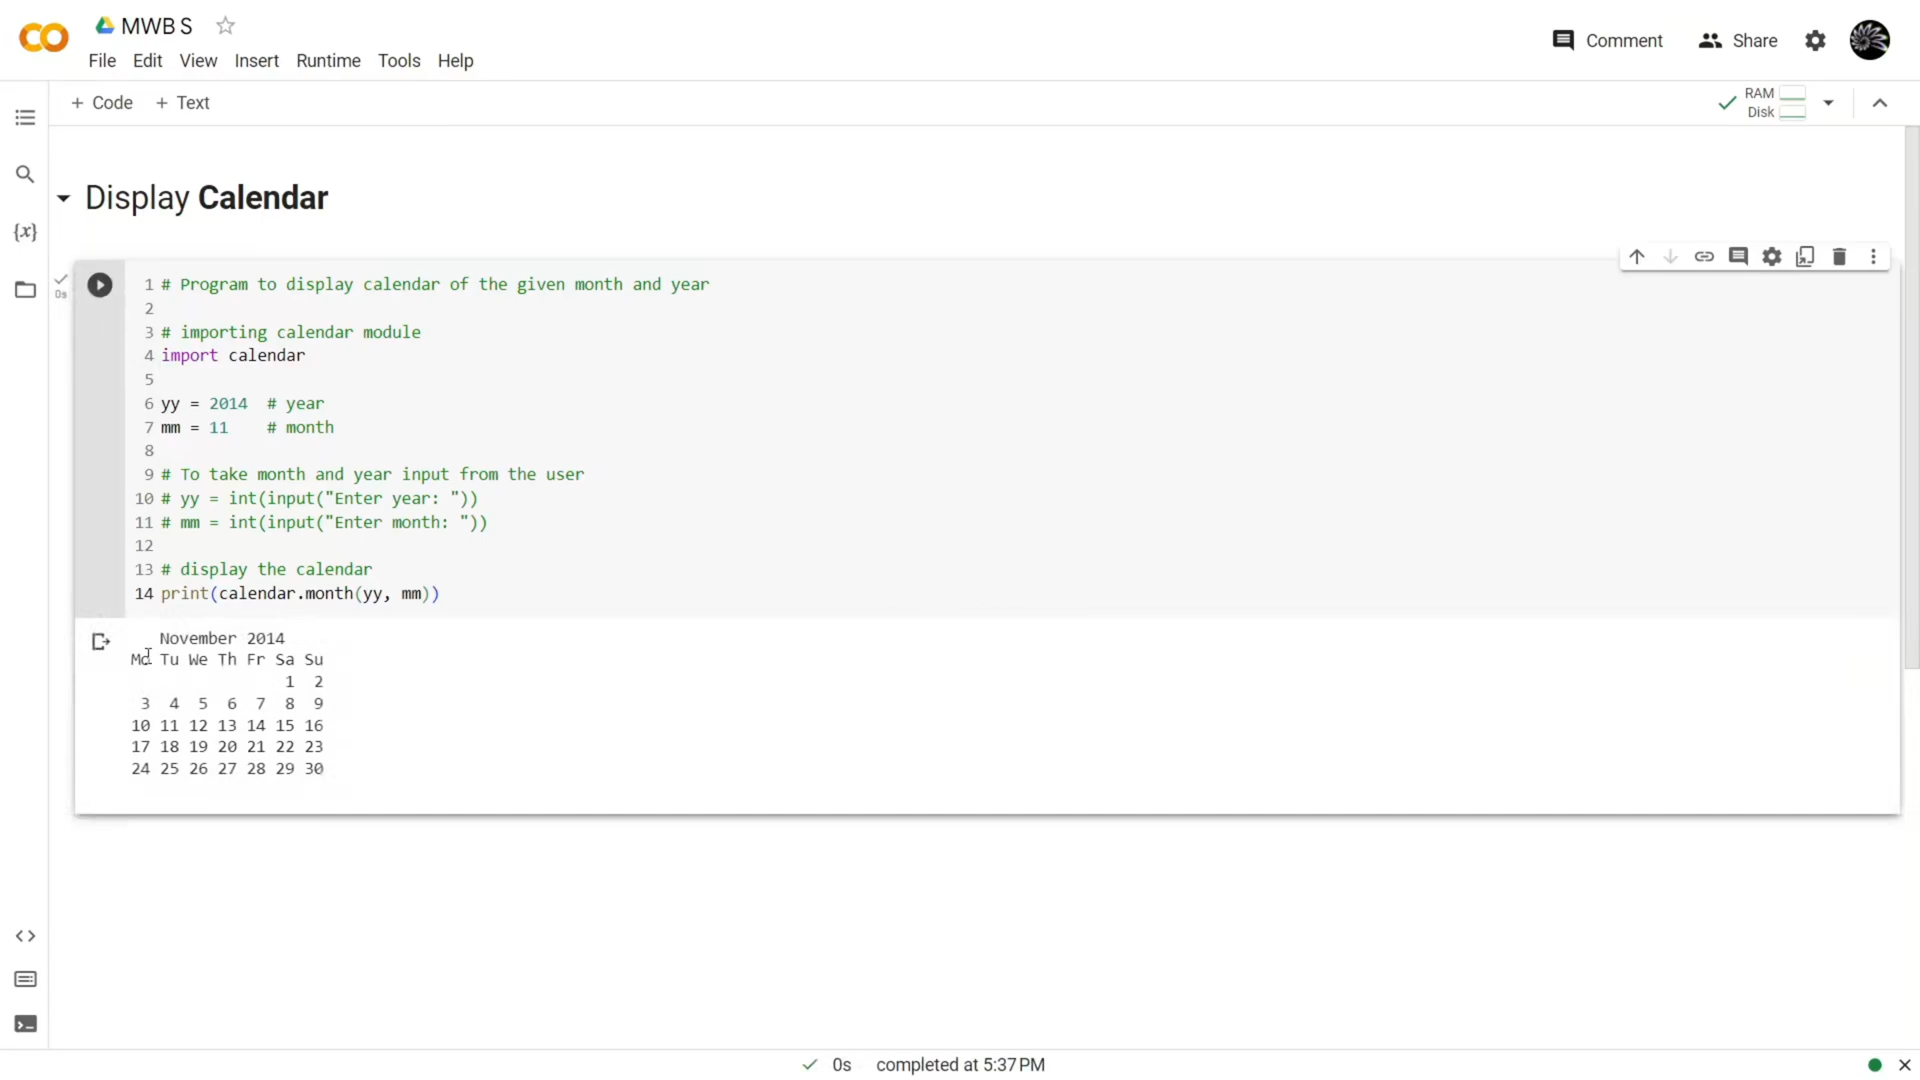 MWB S
File Edit View Insert Runtime Tools Help
Comment
Share
+ Code + Text
RAM
Disk
Display Calendar
0s
1 # Program to display calendar of the given month and year
2
3 # importing calendar module
4 import calendar
5
6 yy = 2014  # year
7 mm = 11    # month
8
9 # To take month and year input from the user
10 # yy = int(input("Enter year: "))
11 # mm = int(input("Enter month: "))
12
13 # display the calendar
14 print(calendar.month(yy, mm))
November 2014
Mo Tu We Th Fr Sa Su
1 2
3 4 5 6 7 8 9
10 11 12 13 14 15 16
17 18 19 20 21 22 23
24 25 26 27 28 29 30
0s completed at 5:37 PM